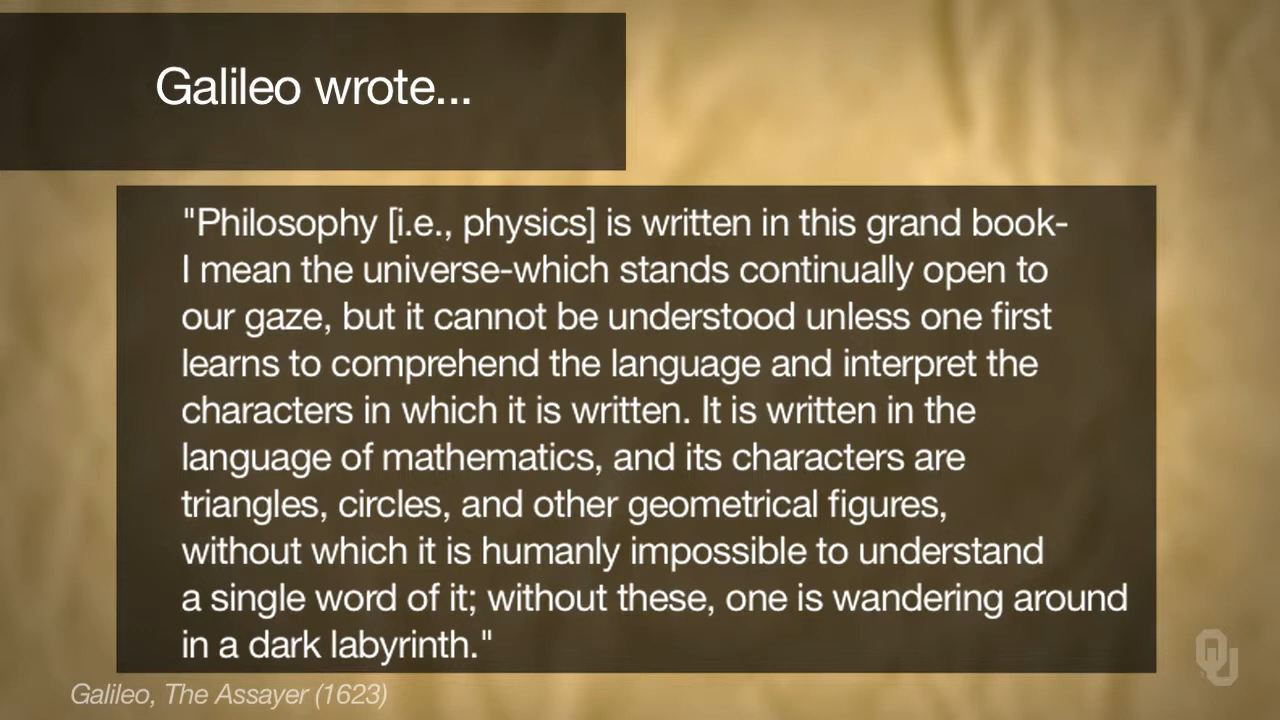 Galileo wrote...
"Philosophy [i.e., physics] is written in this grand book-
I mean the universe-which stands continually open to
our gaze, but it cannot be understood unless one first
learns to comprehend the language and interpret the
characters in which it is written. It is written in the
language of mathematics, and its characters are
triangles, circles, and other geometrical figures,
without which it is humanly impossible to understand
a single word of it; without these, one is wandering around
in a dark labyrinth."
Galileo, The Assayer (1623)
OU